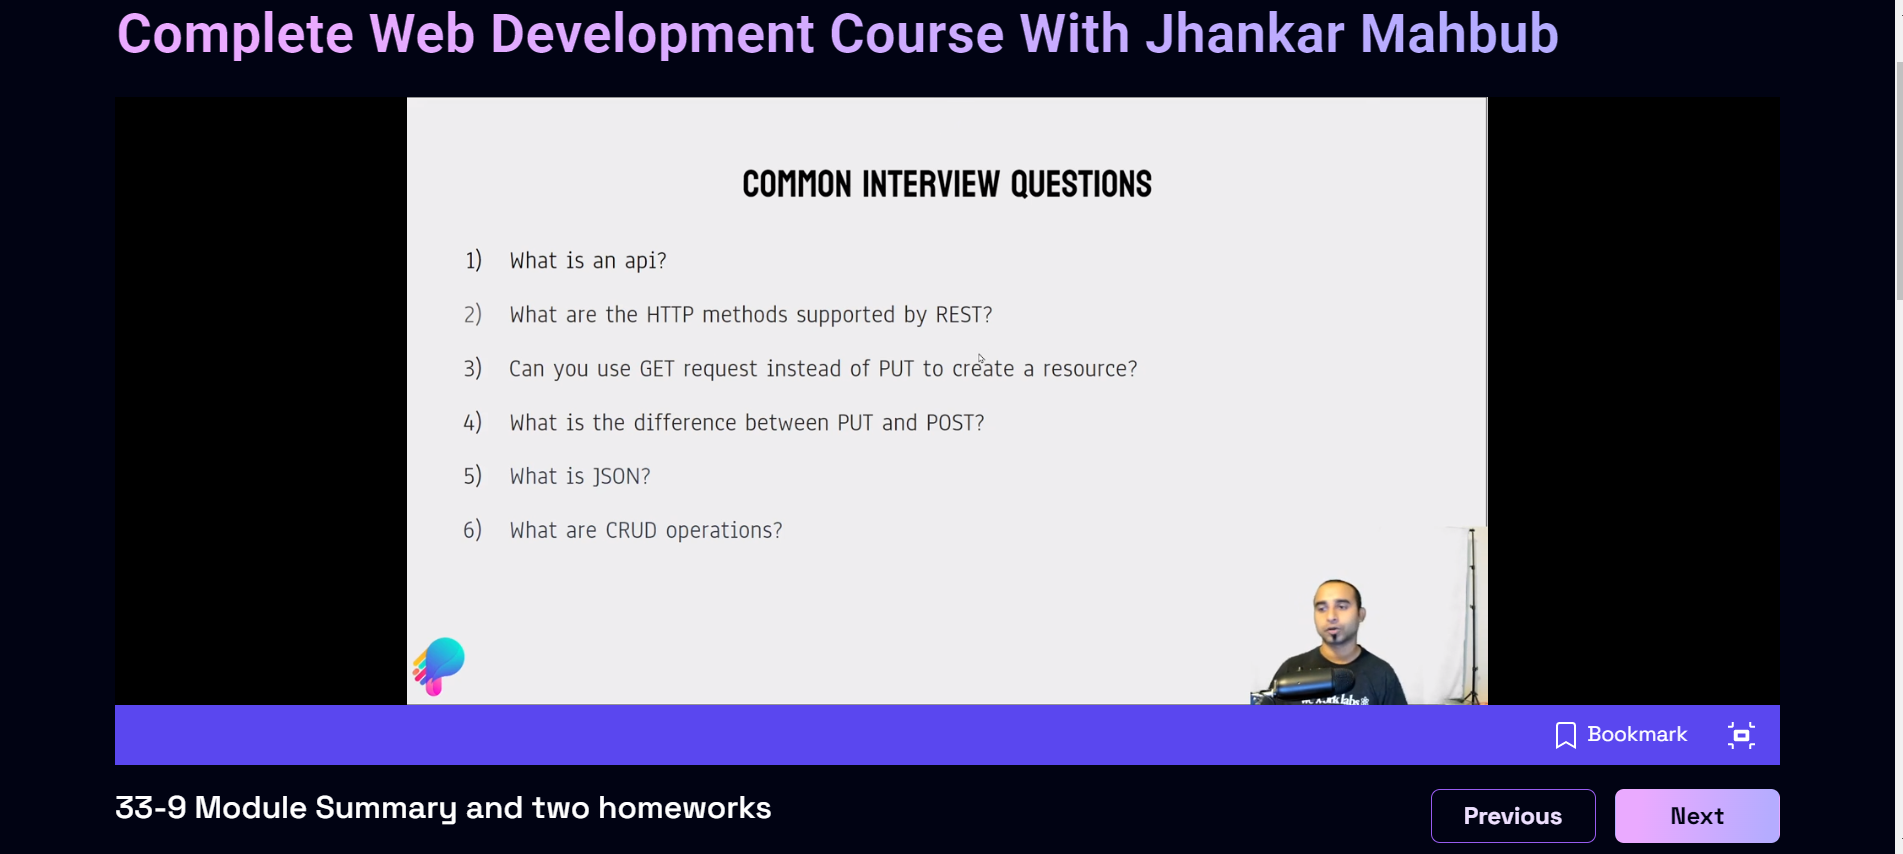 Complete Web Development Course With Jhankar Mahbub
COMMON INTERVIEW QUESTIONS
1) What is an api?
2) What are the HTTP methods supported by REST?
3) Can you use GET request instead of PUT to create a resource?
4) What is the difference between PUT and POST?
5) What is JSON?
6) What are CRUD operations?
Bookmark
33-9 Module Summary and two homeworks
Previous
Next